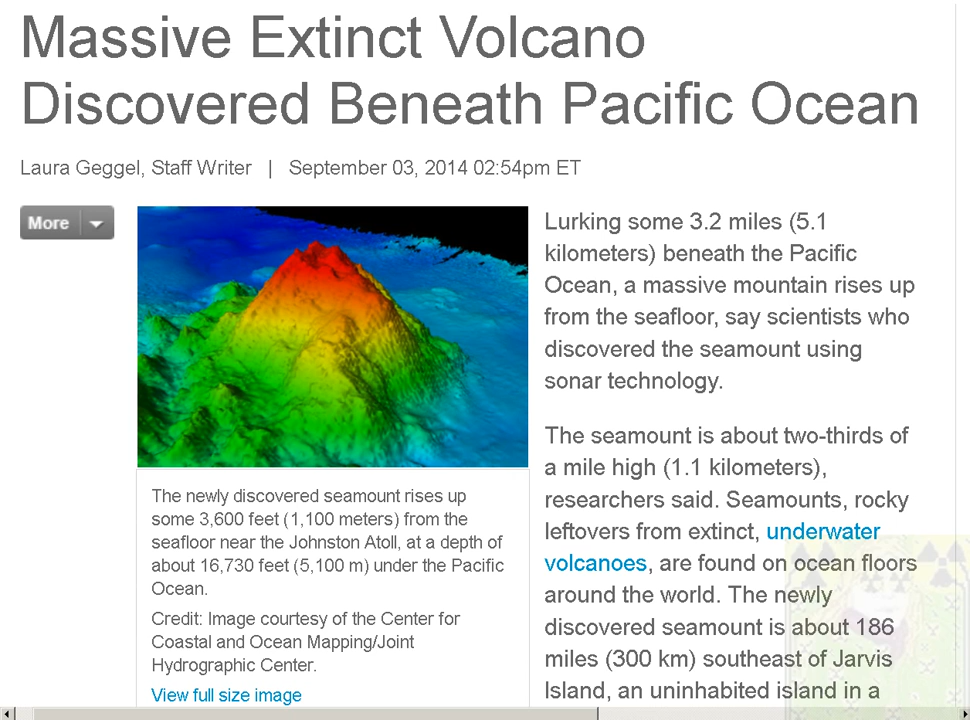 Massive Extinct Volcano
Discovered Beneath Pacific Ocean
Laura Geggel, Staff Writer | September 03, 2014 02:54pm ET
More
Lurking some 3.2 miles (5.1
kilometers) beneath the Pacific
Ocean, a massive mountain rises up
from the seafloor, say scientists who
discovered the seamount using
sonar technology.
The seamount is about two-thirds of
a mile high (1.1 kilometers),
researchers said. Seamounts, rocky
leftovers from extinct, underwater
volcanoes, are found on ocean floors
around the world. The newly
discovered seamount is about 186
miles (300 km) southeast of Jarvis
Island, an uninhabited island in a
The newly discovered seamount rises up
some 3,600 feet (1,100 meters) from the
seafloor near the Johnston Atoll, at a depth of
about 16,730 feet (5,100 m) under the Pacific
Ocean.
Credit: Image courtesy of the Center for
Coastal and Ocean Mapping/Joint
Hydrographic Center.
View full size image